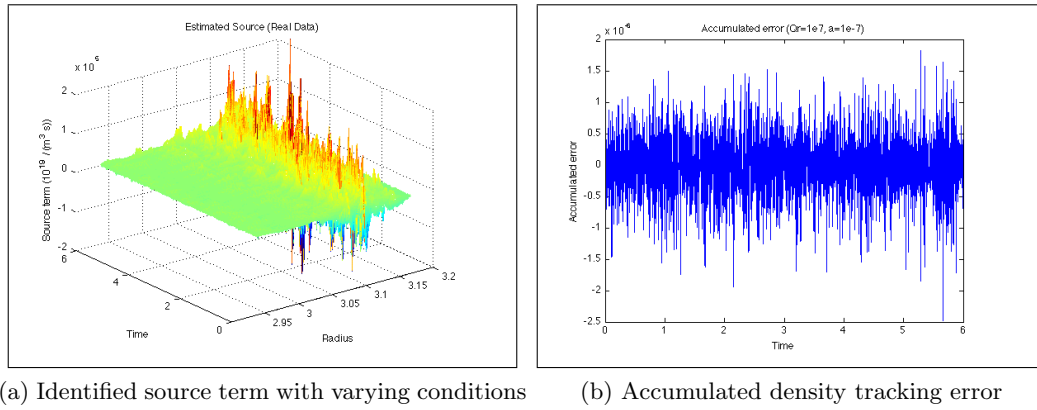 Estimated Source (Real Data)
x 10^6
2
1
0
-1
-2
Source term (10^-19 / (m^3 s))
6
4
2
0
Time
2.95
3
3.05
3.1
3.15
3.2
Radius
Accumulated error (Qr=1e7, a=1e-7)
x 10^-6
2
1.5
1
0.5
0
-0.5
-1
-1.5
-2
-2.5
Accumulated error
0 1 2 3 4 5 6
Time
(a) Identified source term with varying conditions
(b) Accumulated density tracking error